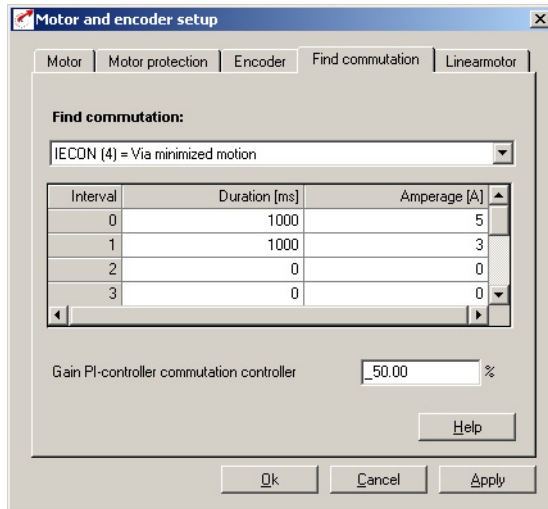 Motor and encoder setup
Motor Motor protection Encoder Find commutation Linearmotor
Find commutation:
IECON (4) = Via minimized motion
Interval Duration [ms] Amperage [A]
0 1000 5
1 1000 3
2 0 0
3 0 0
Gain PI-controller commutation controller _50.00 %
Help
Ok Cancel Apply